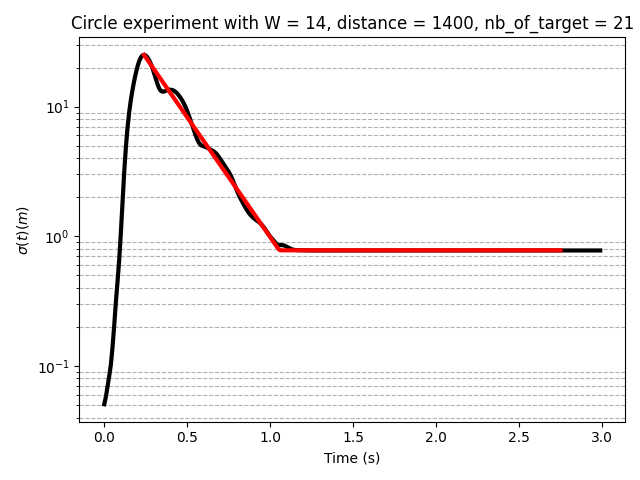 Circle experiment with W = 14, distance = 1400, nb_of_target = 21
σ(t)(m)
10¹
10⁰
10⁻¹
0.0 0.5 1.0 1.5 2.0 2.5 3.0
Time (s)